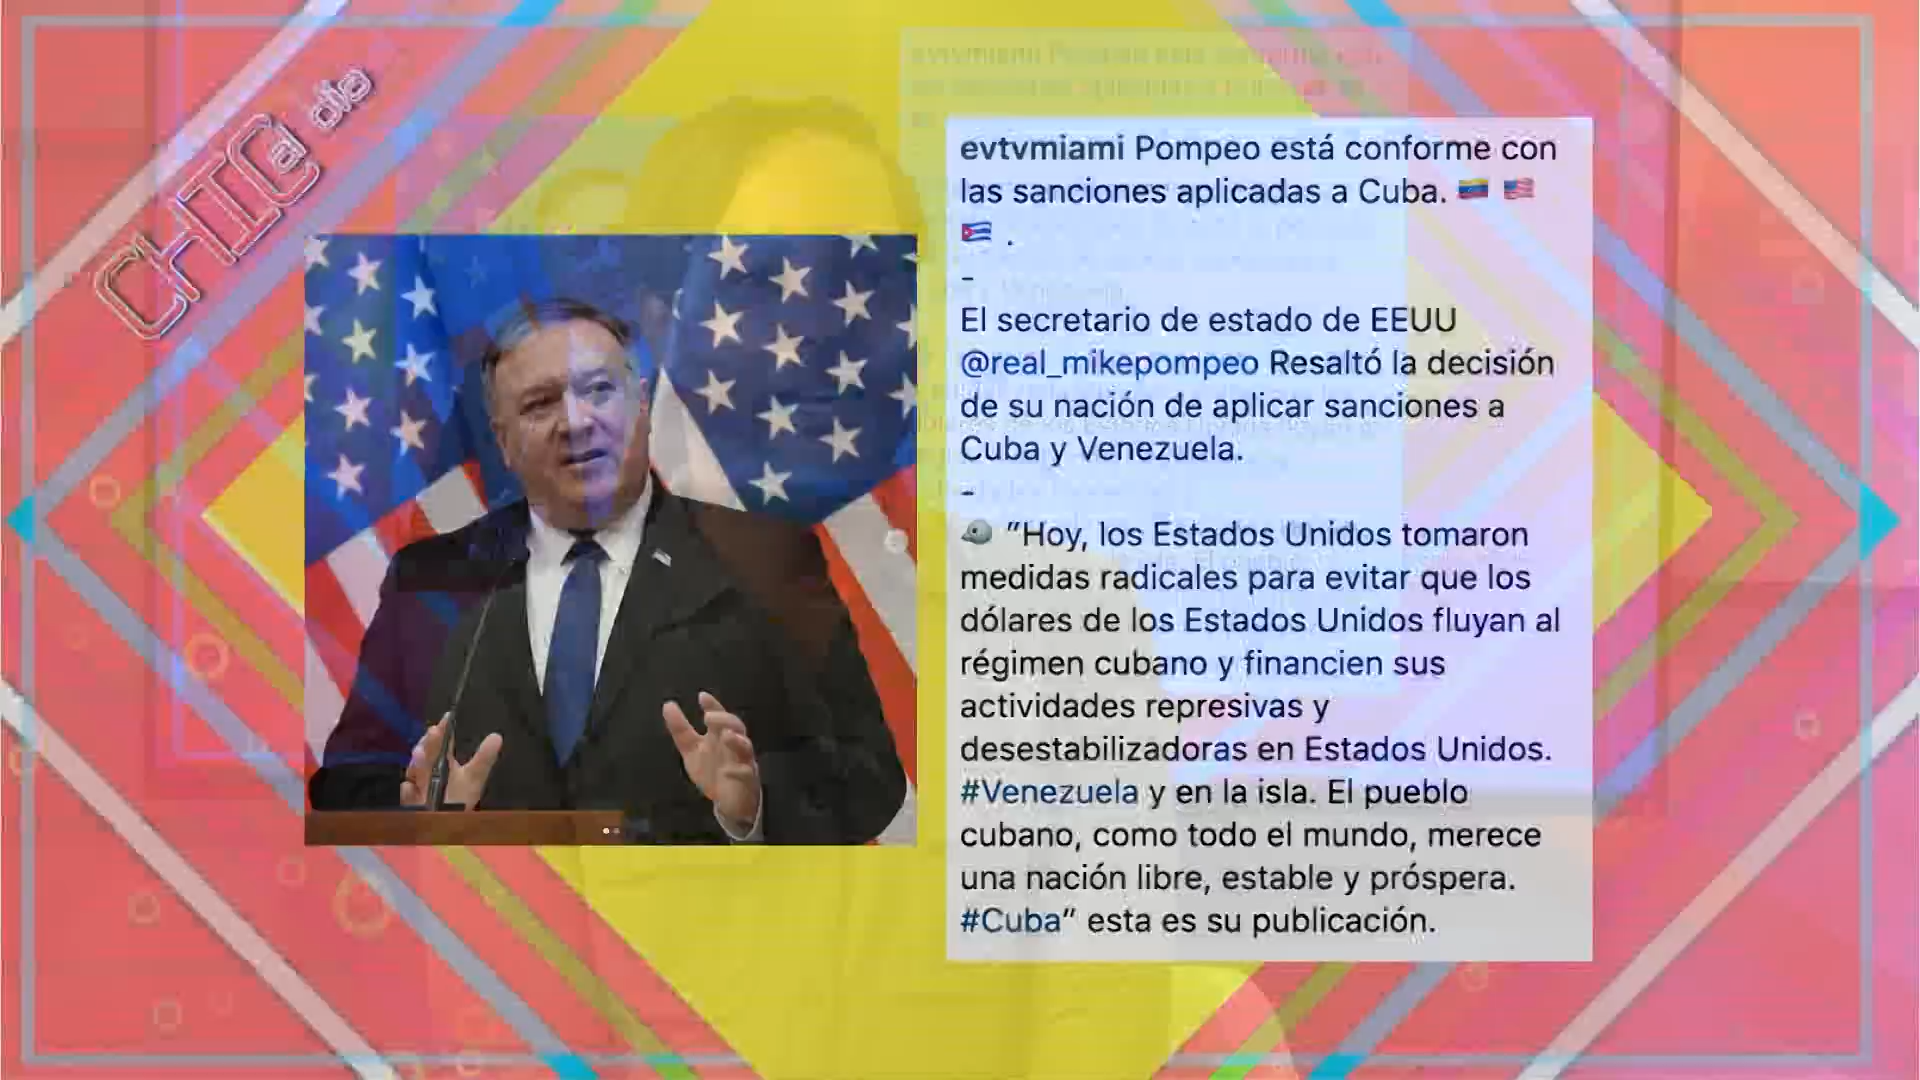 CHIC
al día
evtvmiami Pompeo está conforme con
las sanciones aplicadas a Cuba. 🇻🇪 🇺🇸
🇨🇺 .
-
El secretario de estado de EEUU
@real_mikepompeo Resaltó la decisión
de su nación de aplicar sanciones a
Cuba y Venezuela.
-
"Hoy, los Estados Unidos tomaron
medidas radicales para evitar que los
dólares de los Estados Unidos fluyan al
régimen cubano y financien sus
actividades represivas y
desestabilizadoras en Estados Unidos.
#Venezuela y en la isla. El pueblo
cubano, como todo el mundo, merece
una nación libre, estable y próspera.
#Cuba" esta es su publicación.